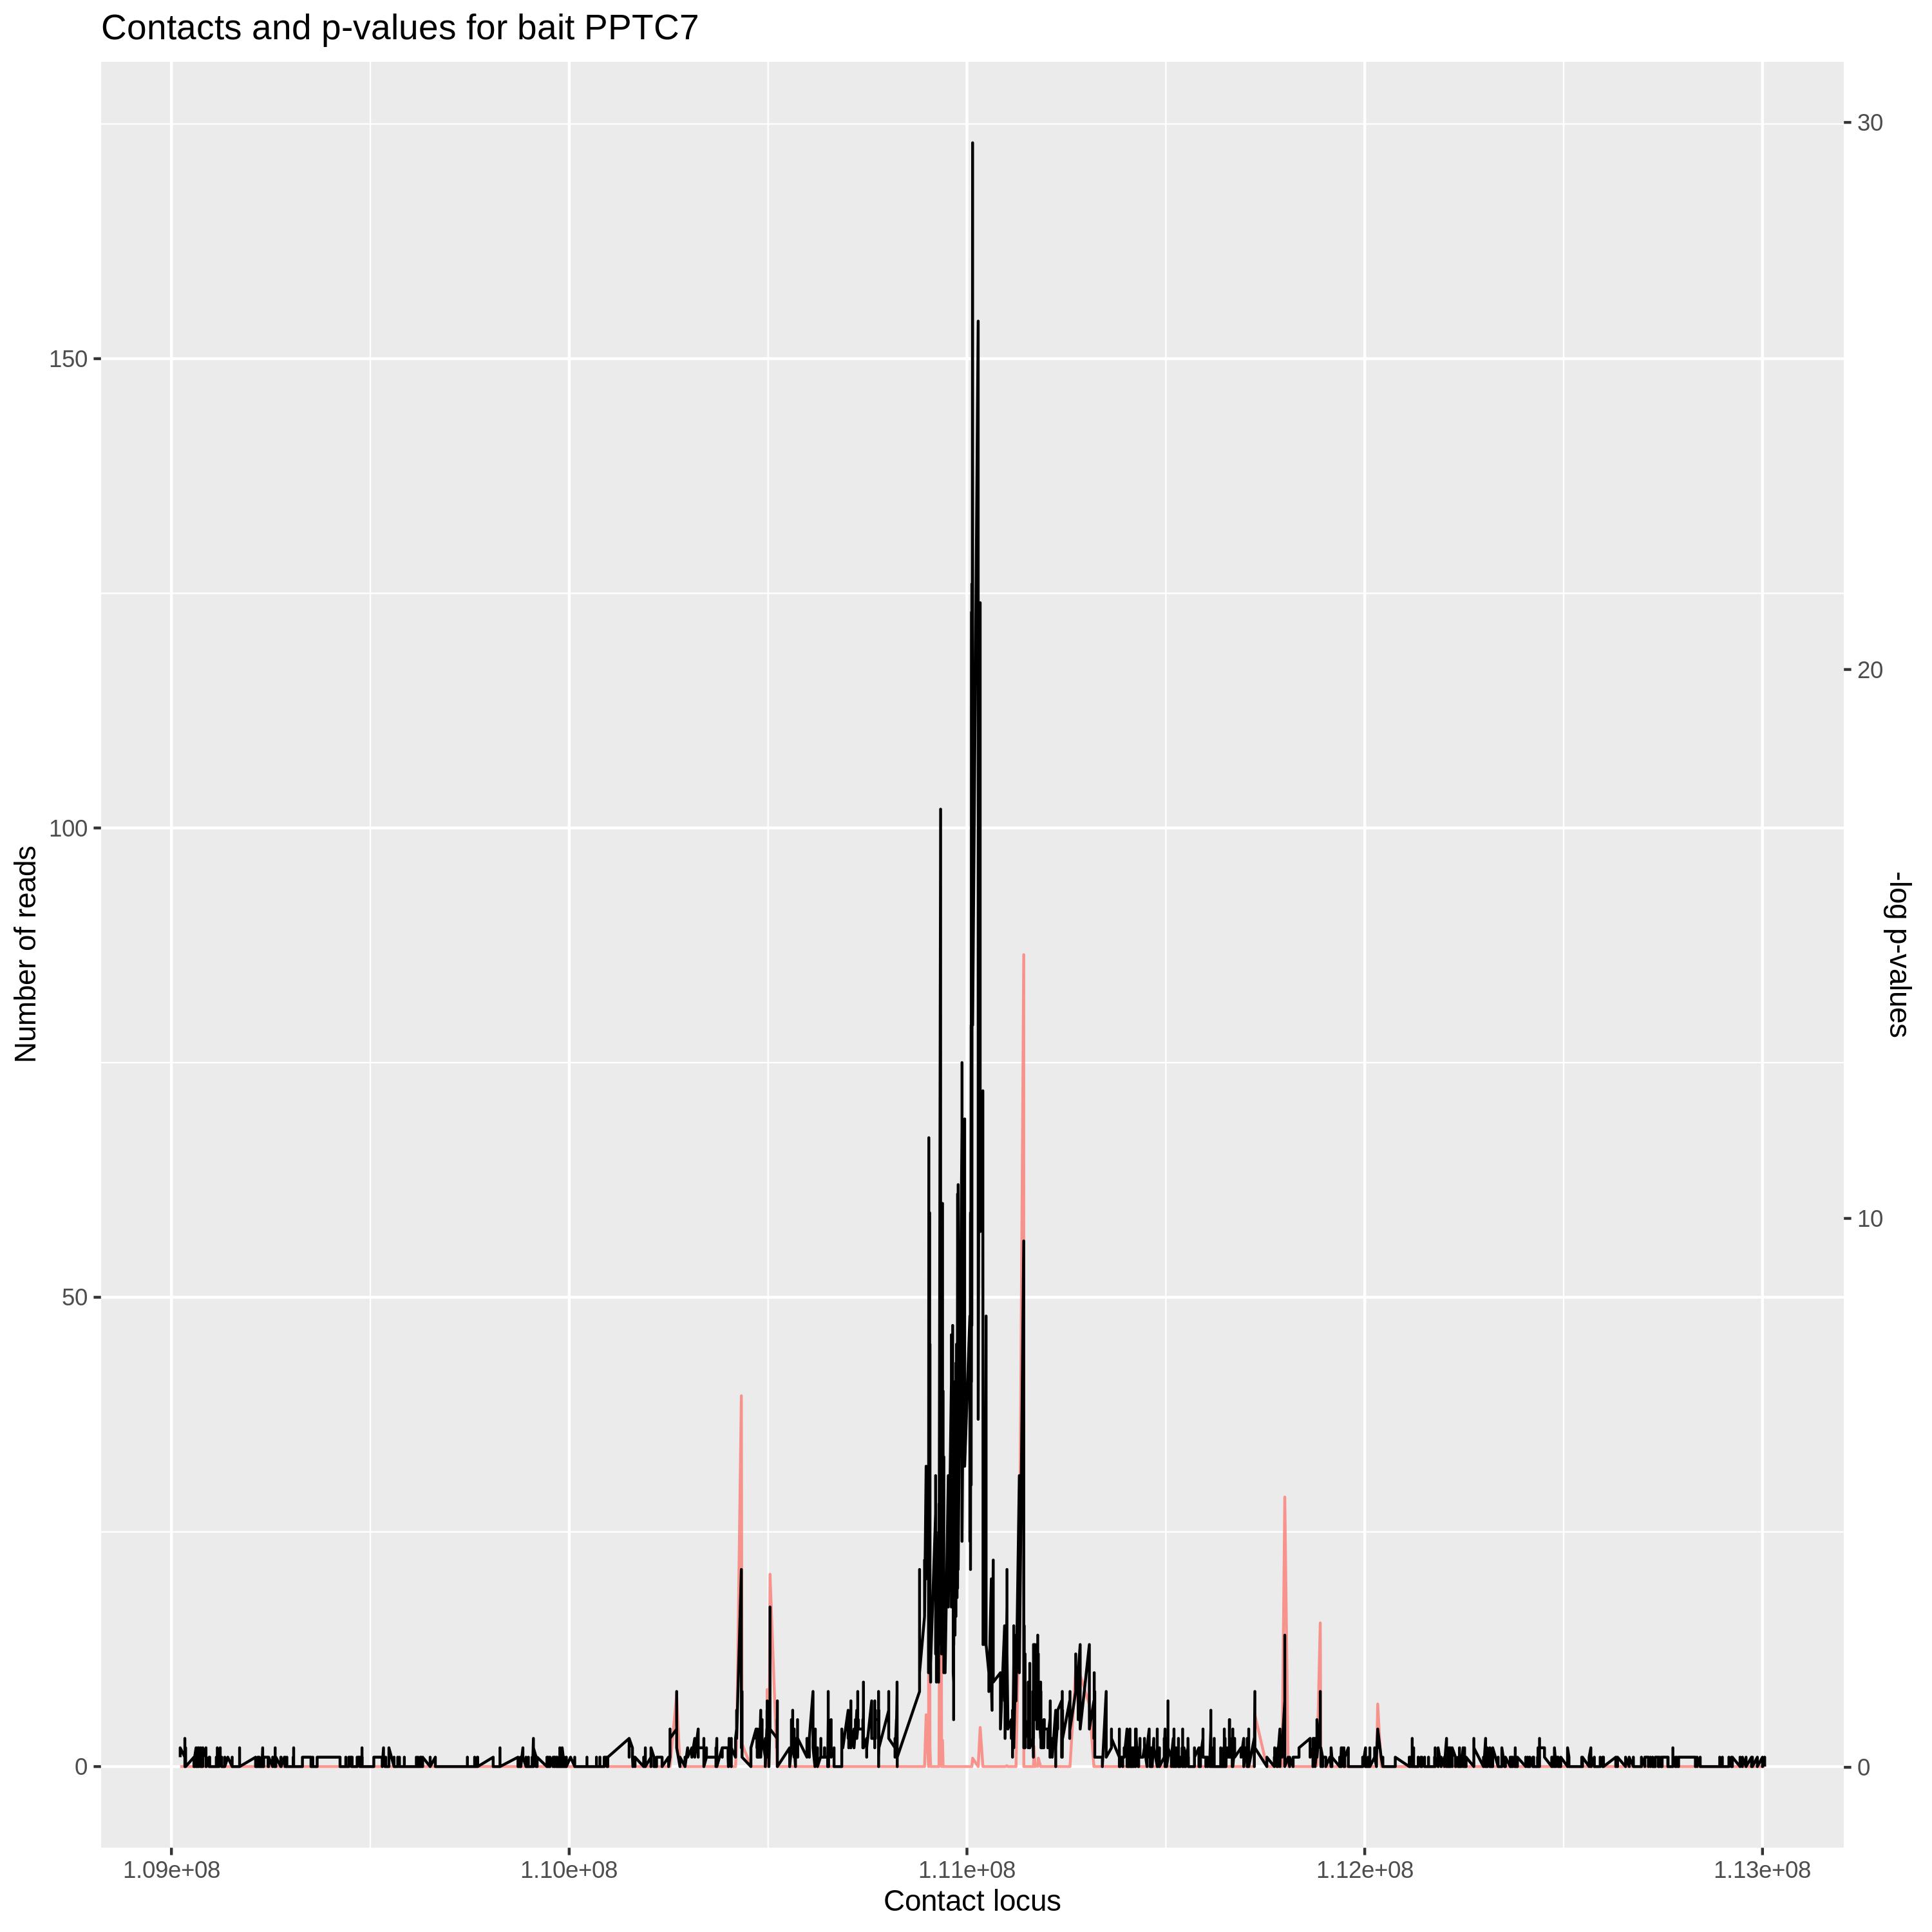 Contacts and p-values for bait PPTC7
Number of reads
150
100
50
0
30
20
10
0
-log p-values
1.09e+08
1.10e+08
1.11e+08
1.12e+08
1.13e+08
Contact locus